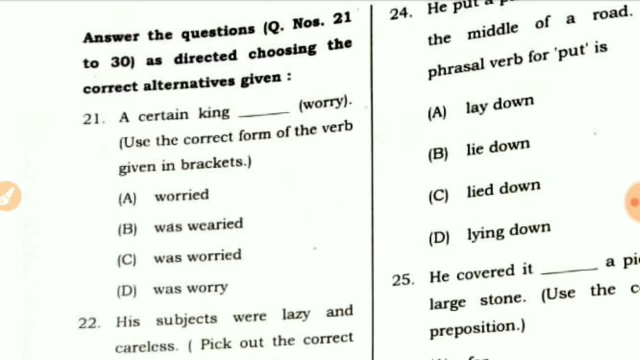 Answer the questions (Q. Nos. 21
to 30) as directed choosing the
correct alternatives given :
21. A certain king ______ (worry).
(Use the correct form of the verb
given in brackets.)
(A) worried
(B) was wearied
(C) was worried
(D) was worry
22. His subjects were lazy and
careless. ( Pick out the correct
24. He put a
the middle of a road.
phrasal verb for 'put' is
(A) lay down
(B) lie down
(C) lied down
(D) lying down
25. He covered it ______ a
large stone. (Use the
preposition.)